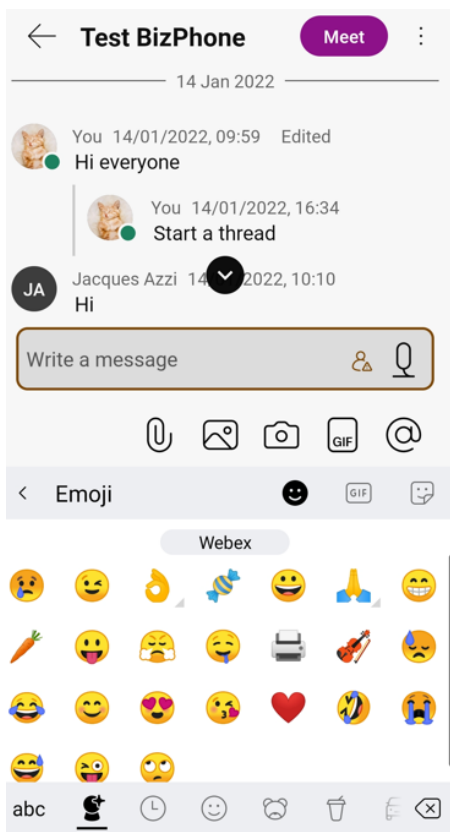 Test BizPhone
Meet
14 Jan 2022
You 14/01/2022, 09:59 Edited
Hi everyone
You 14/01/2022, 16:34
Start a thread
JA
Jacques Azzi 14 2022, 10:10
Hi
Write a message
GIF
Emoji
GIF
Webex
abc